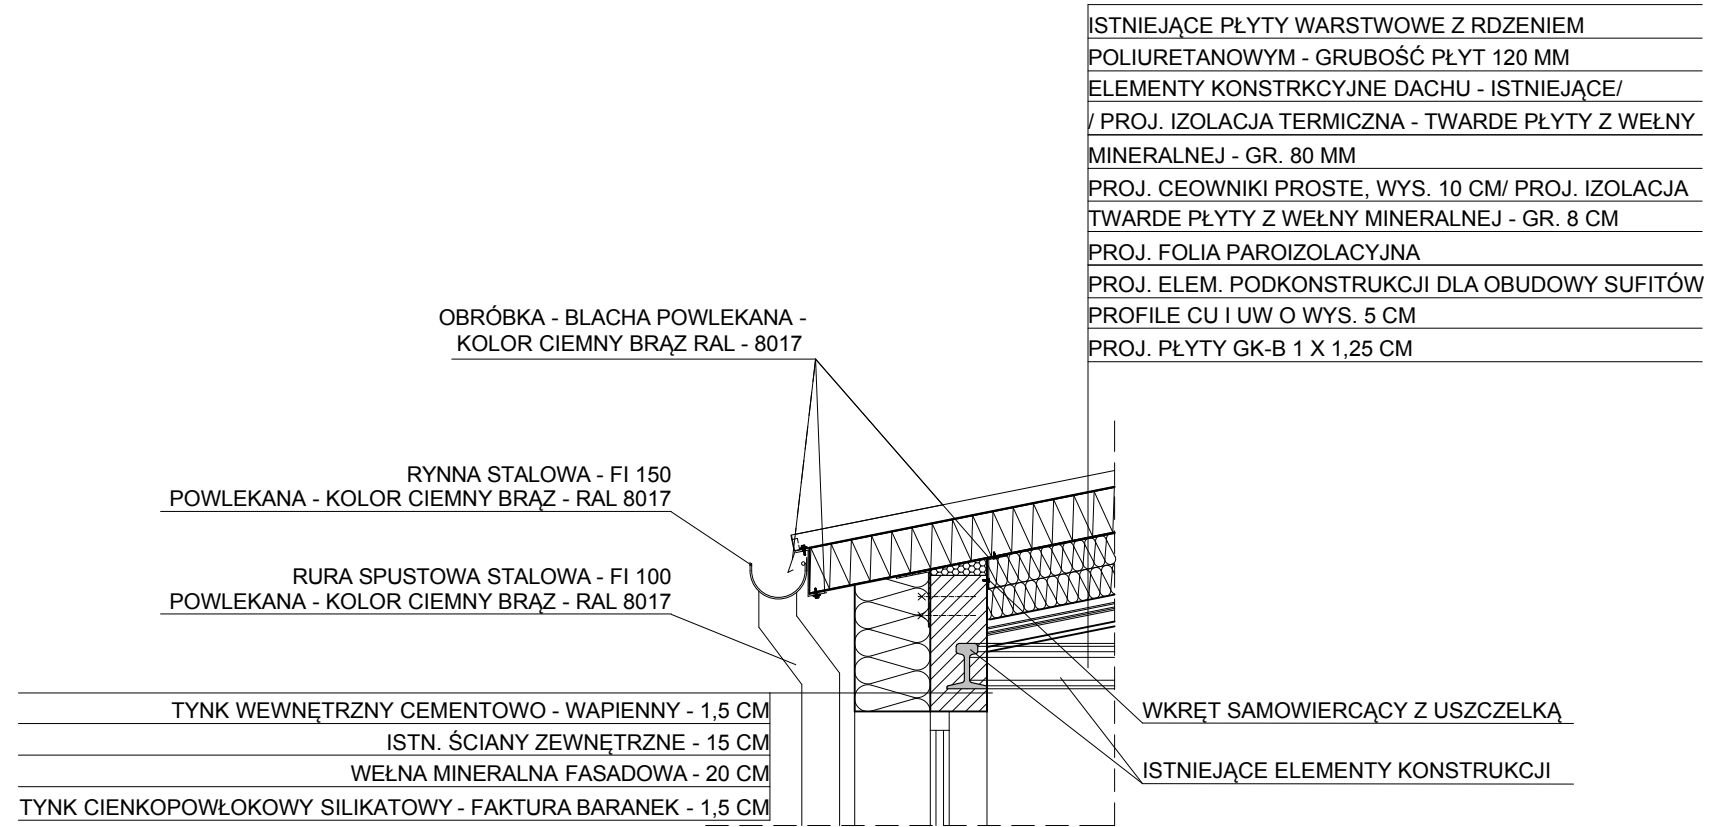 ISTNIEJĄCE PŁYTY WARSTWOWE Z RDZENIEM
POLIURETANOWYM - GRUBOŚĆ PŁYT 120 MM
ELEMENTY KONSTRKCYJNE DACHU - ISTNIEJĄCE/
/ PROJ. IZOLACJA TERMICZNA - TWARDE PŁYTY Z WEŁNY
MINERALNEJ - GR. 80 MM
PROJ. CEOWNIKI PROSTE, WYS. 10 CM/ PROJ. IZOLACJA
TWARDE PŁYTY Z WEŁNY MINERALNEJ - GR. 8 CM
PROJ. FOLIA PAROIZOLACYJNA
PROJ. ELEM. PODKONSTRUKCJI DLA OBUDOWY SUFITÓW
PROFILE CU I UW O WYS. 5 CM
PROJ. PŁYTY GK-B 1 X 1,25 CM
OBRÓBKA - BLACHA POWLEKANA -
KOLOR CIEMNY BRĄZ RAL - 8017
RYNNA STALOWA - FI 150
POWLEKANA - KOLOR CIEMNY BRĄZ - RAL 8017
RURA SPUSTOWA STALOWA - FI 100
POWLEKANA - KOLOR CIEMNY BRĄZ - RAL 8017
TYNK WEWNĘTRZNY CEMENTOWO - WAPIENNY - 1,5 CM
ISTN. ŚCIANY ZEWNĘTRZNE - 15 CM
WEŁNA MINERALNA FASADOWA - 20 CM
TYNK CIENKOPOWŁOKOWY SILIKATOWY - FAKTURA BARANEK - 1,5 CM
WKRĘT SAMOWIERCĄCY Z USZCZELKĄ
ISTNIEJĄCE ELEMENTY KONSTRUKCJI